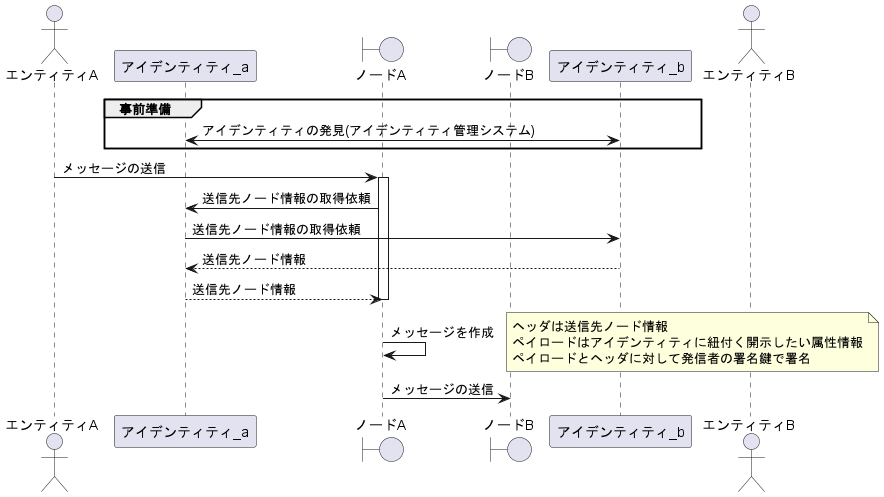 エンティティA
アイデンティティ_a
ノードA
ノードB
アイデンティティ_b
エンティティB
事前準備
アイデンティティの発見(アイデンティティ管理システム)
メッセージの送信
送信先ノード情報の取得依頼
送信先ノード情報の取得依頼
送信先ノード情報
送信先ノード情報
メッセージを作成
ヘッダは送信先ノード情報
ペイロードはアイデンティティに紐付く開示したい属性情報
ペイロードとヘッダに対して発信者の署名鍵で署名
メッセージの送信
エンティティA
アイデンティティ_a
ノードA
ノードB
アイデンティティ_b
エンティティB